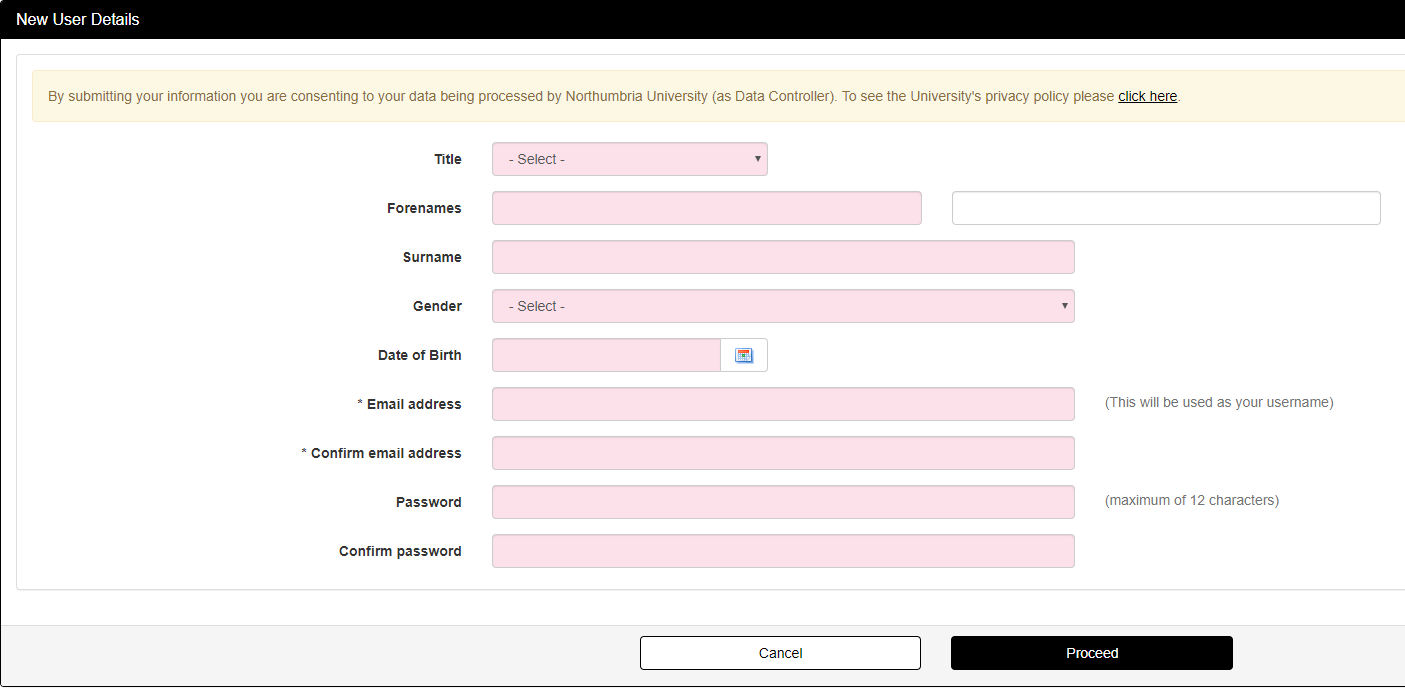 New User Details
By submitting your information you are consenting to your data being processed by Northumbria University (as Data Controller). To see the University's privacy policy please click here.
Title - Select -
Forenames
Surname
Gender - Select -
Date of Birth
* Email address (This will be used as your username)
* Confirm email address
Password (maximum of 12 characters)
Confirm password
Cancel Proceed